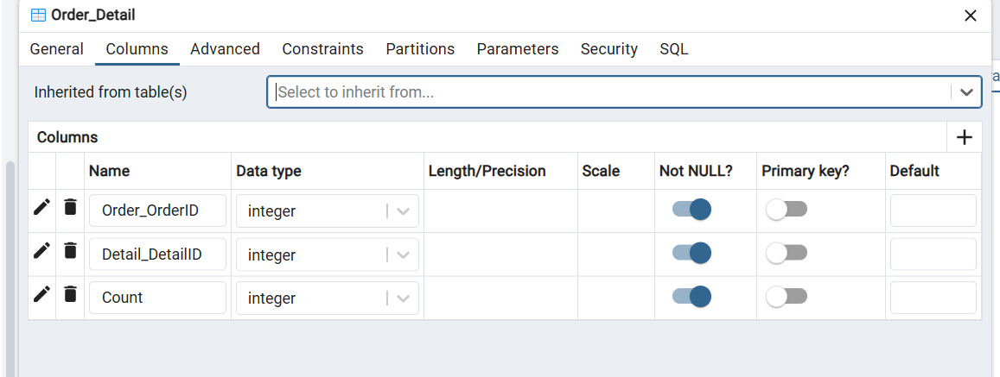 Order_Detail
General Columns Advanced Constraints Partitions Parameters Security SQL
Inherited from table(s) Select to inherit from...
Columns
Name Data type Length/Precision Scale Not NULL? Primary key? Default
Order_OrderID integer
Detail_DetailID integer
Count integer